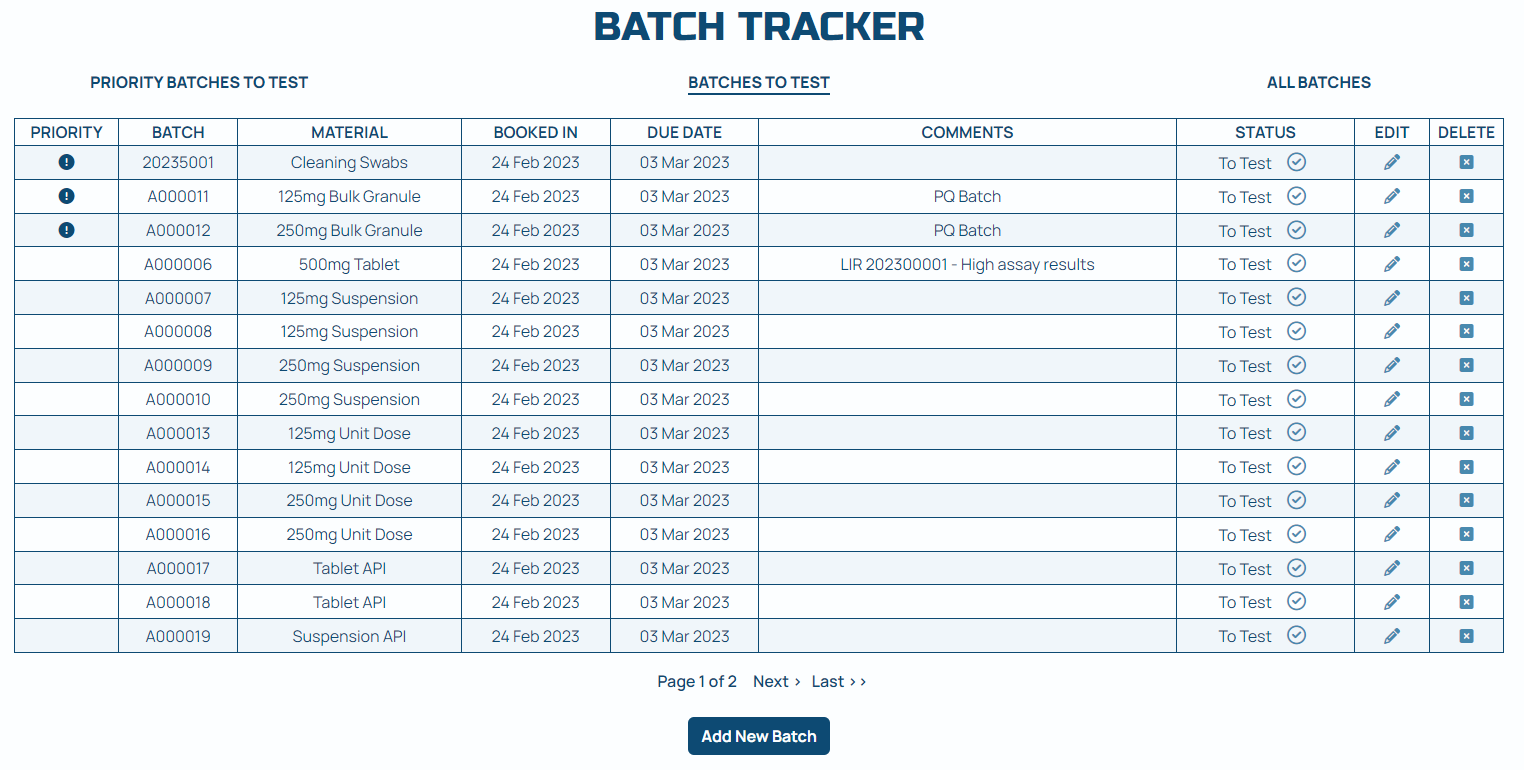 BATCH TRACKER
PRIORITY BATCHES TO TEST BATCHES TO TEST ALL BATCHES
PRIORITY BATCH MATERIAL BOOKED IN DUE DATE COMMENTS STATUS EDIT DELETE
20235001 Cleaning Swabs 24 Feb 2023 03 Mar 2023 To Test
A000011 125mg Bulk Granule 24 Feb 2023 03 Mar 2023 PQ Batch To Test
A000012 250mg Bulk Granule 24 Feb 2023 03 Mar 2023 PQ Batch To Test
A000006 500mg Tablet 24 Feb 2023 03 Mar 2023 LIR 202300001 - High assay results To Test
A000007 125mg Suspension 24 Feb 2023 03 Mar 2023 To Test
A000008 125mg Suspension 24 Feb 2023 03 Mar 2023 To Test
A000009 250mg Suspension 24 Feb 2023 03 Mar 2023 To Test
A000010 250mg Suspension 24 Feb 2023 03 Mar 2023 To Test
A000013 125mg Unit Dose 24 Feb 2023 03 Mar 2023 To Test
A000014 125mg Unit Dose 24 Feb 2023 03 Mar 2023 To Test
A000015 250mg Unit Dose 24 Feb 2023 03 Mar 2023 To Test
A000016 250mg Unit Dose 24 Feb 2023 03 Mar 2023 To Test
A000017 Tablet API 24 Feb 2023 03 Mar 2023 To Test
A000018 Tablet API 24 Feb 2023 03 Mar 2023 To Test
A000019 Suspension API 24 Feb 2023 03 Mar 2023 To Test
Page 1 of 2 Next > Last >>
Add New Batch